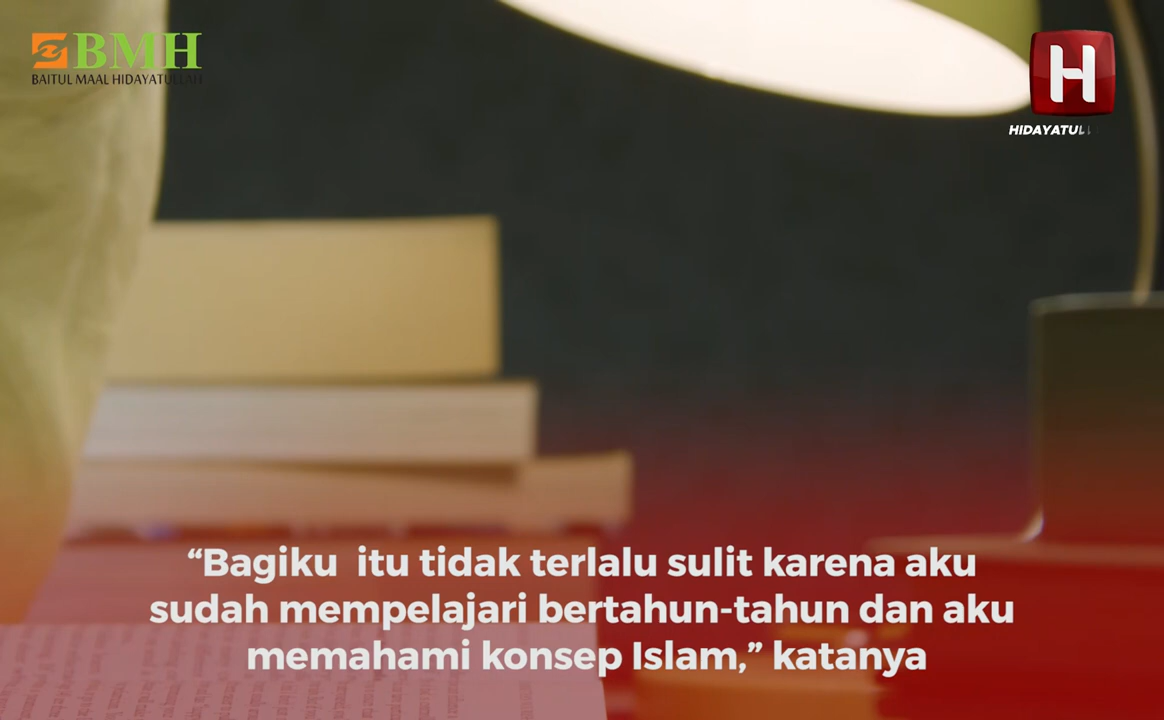 BMH
BAITUL MAAL HIDAYATULLAH
H
HIDAYATUL
“Bagiku itu tidak terlalu sulit karena aku
sudah mempelajari bertahun-tahun dan aku
memahami konsep Islam,” katanya